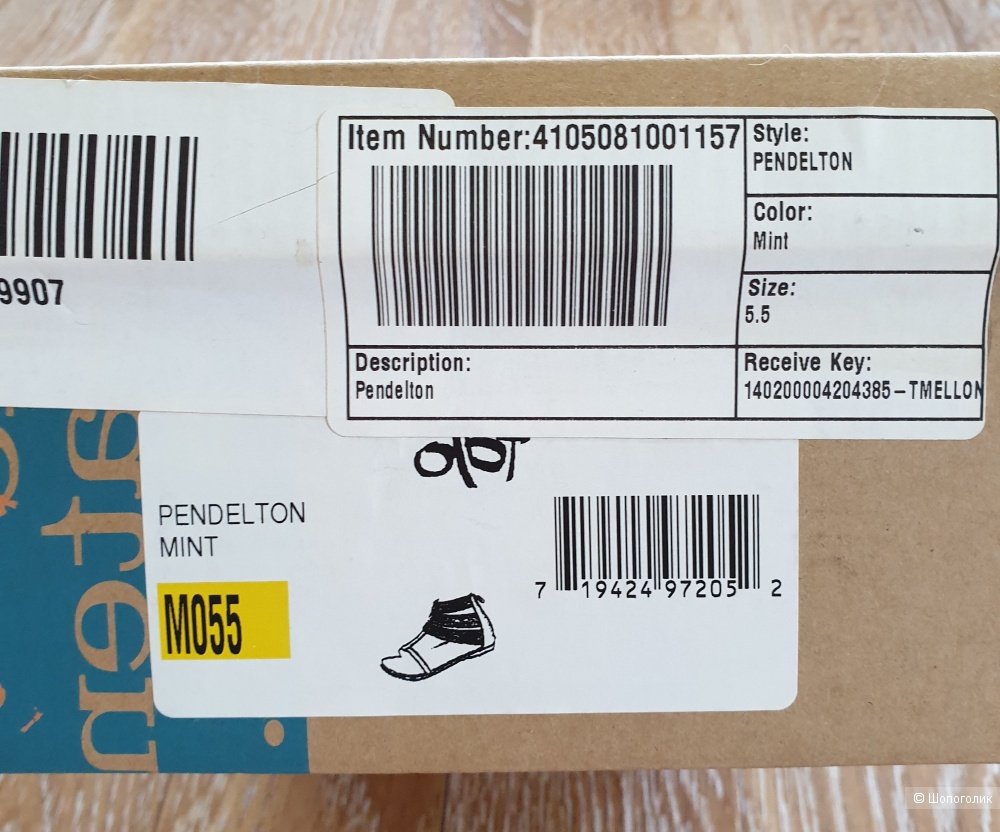 Item Number:4105081001157
Style:
PENDELTON
Color:
Mint
Size:
5.5
Description:
Pendelton
Receive Key:
140200004204385-TMELLON
9907
PENDELTON
MINT
M055
7 19424 97205 2
© Шопоголик